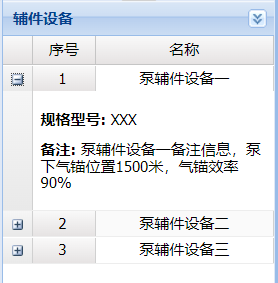 辅件设备
序号 名称
1 泵辅件设备一
规格型号: XXX
备注: 泵辅件设备一备注信息，泵
下气锚位置1500米，气锚效率
90%
2 泵辅件设备二
3 泵辅件设备三